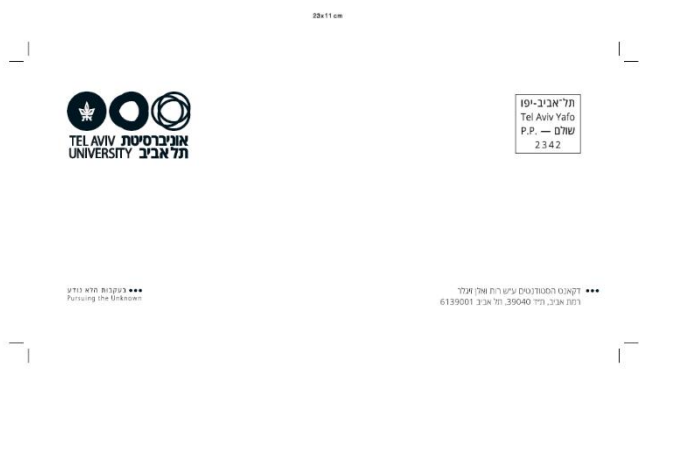 23x11 cm
TEL AVIV אוניברסיטת
UNIVERSITY תל אביב
תל־אביב-יפו
Tel Aviv Yafo
P.P. — שולם
2342
בעקבות הלא נודע
Pursuing the Unknown
דקאנט הסטודנטים ע״ש רות ואלן זיגלר
רמת אביב, ת״ד 39040, תל אביב 6139001